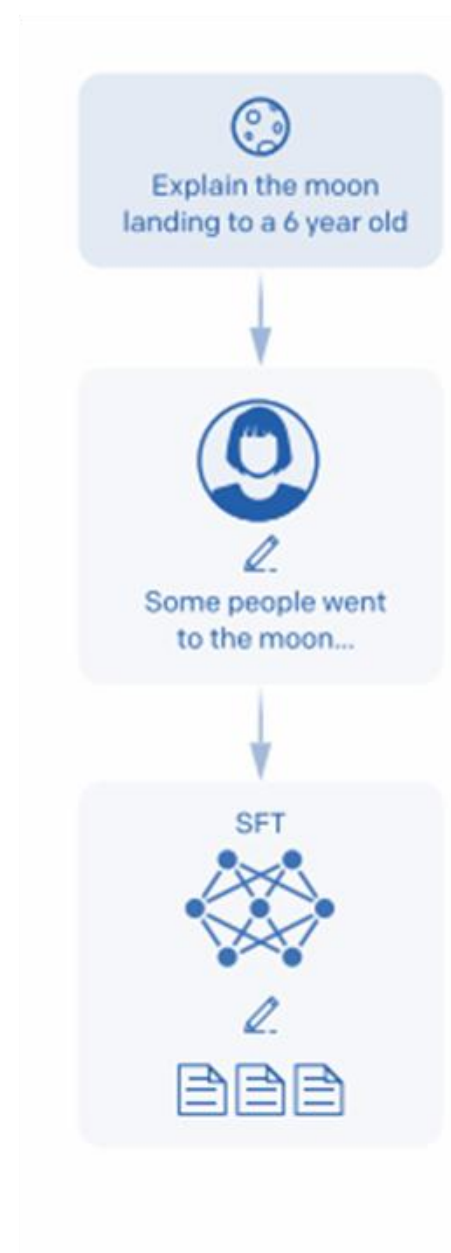 Explain the moon
landing to a 6 year old
Some people went
to the moon...
SFT